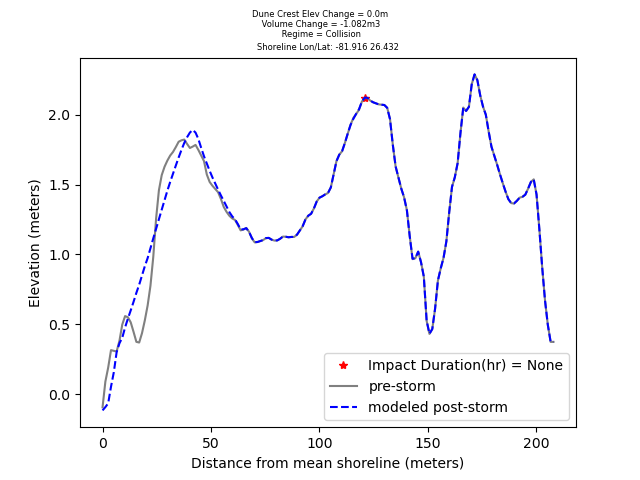 Dune Crest Elev Change = 0.0m
Volume Change = -1.082m3
Regime = Collision
Shoreline Lon/Lat: -81.916 26.432
2.0
1.5
1.0
0.5
0.0
Elevation (meters)
Impact Duration(hr) = None
pre-storm
modeled post-storm
0 50 100 150 200
Distance from mean shoreline (meters)